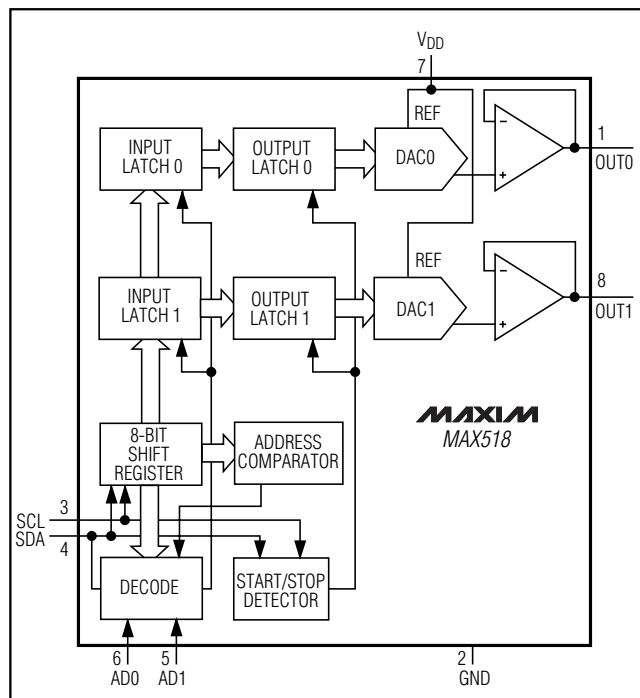 VDD
7
REF
INPUT
LATCH 0
OUTPUT
LATCH 0
DAC0
−
+
1
OUT0
REF
INPUT
LATCH 1
OUTPUT
LATCH 1
DAC1
−
+
8
OUT1
MAXIM
MAX518
8-BIT
SHIFT
REGISTER
ADDRESS
COMPARATOR
3
SCL
SDA
4
DECODE
START/STOP
DETECTOR
6
AD0
5
AD1
2
GND